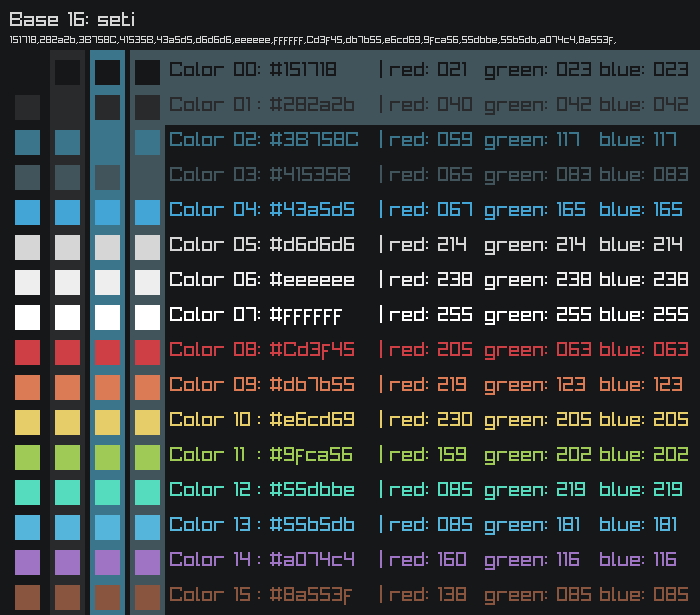 Base 16: seti
151718,282a2b,3B758C,41535B,43a5d5,d6d6d6,eeeeee,FFFFFF,Cd3f45,db7b55,e6cd69,9fca56,55dbbe,55b5db,a074c4,8a553f,
Color 00: #151718 | red: 021 green: 023 blue: 023
Color 01 : #282a2b | red: 040 green: 042 blue: 042
Color 02: #3B758C | red: 059 green: 117 blue: 117
Color 03: #41535B | red: 065 green: 083 blue: 083
Color 04: #43a5d5 | red: 067 green: 165 blue: 165
Color 05: #d6d6d6 | red: 214 green: 214 blue: 214
Color 06: #eeeeee | red: 238 green: 238 blue: 238
Color 07: #FFFFFF | red: 255 green: 255 blue: 255
Color 08: #Cd3f45 | red: 205 green: 063 blue: 063
Color 09: #db7b55 | red: 219 green: 123 blue: 123
Color 10 : #e6cd69 | red: 230 green: 205 blue: 205
Color 11 : #9fca56 | red: 159 green: 202 blue: 202
Color 12 : #55dbbe | red: 085 green: 219 blue: 219
Color 13 : #55b5db | red: 085 green: 181 blue: 181
Color 14 : #a074c4 | red: 160 green: 116 blue: 116
Color 15 : #8a553f | red: 138 green: 085 blue: 085